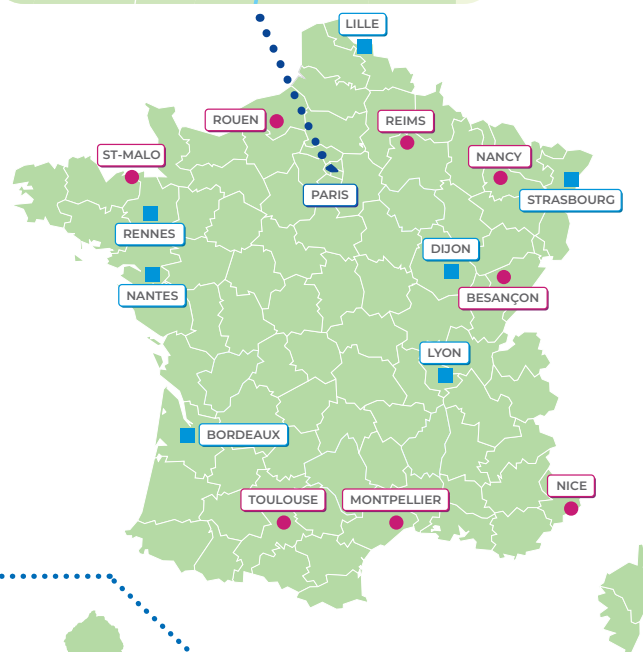 LILLE
ROUEN
REIMS
ST-MALO
NANCY
PARIS
STRASBOURG
RENNES
DIJON
NANTES
BESANÇON
LYON
BORDEAUX
NICE
TOULOUSE
MONTPELLIER